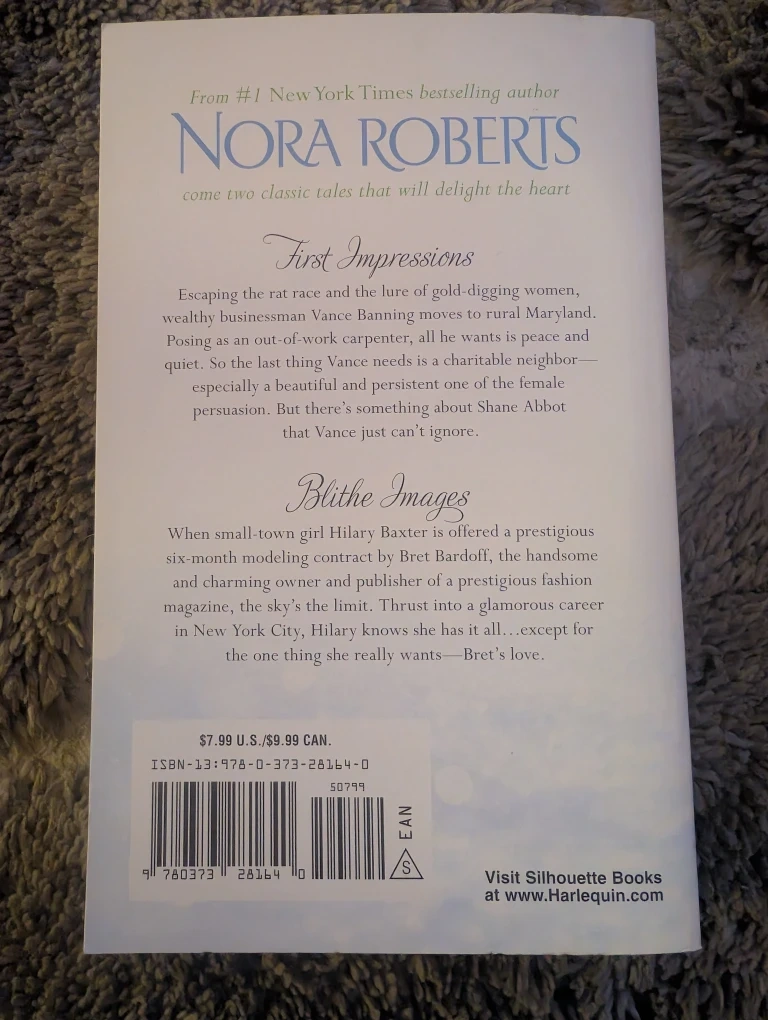 From #1 New York Times bestselling author
NORA ROBERTS
come two classic tales that will delight the heart
First Impressions
Escaping the rat race and the lure of gold-digging women,
wealthy businessman Vance Banning moves to rural Maryland.
Posing as an out-of-work carpenter, all he wants is peace and
quiet. So the last thing Vance needs is a charitable neighbor—
especially a beautiful and persistent one of the female
persuasion. But there's something about Shane Abbot
that Vance just can't ignore.
Blithe Images
When small-town girl Hilary Baxter is offered a prestigious
six-month modeling contract by Bret Bardoff, the handsome
and charming owner and publisher of a prestigious fashion
magazine, the sky's the limit. Thrust into a glamorous career
in New York City, Hilary knows she has it all...except for
the one thing she really wants—Bret's love.
$7.99 U.S./$9.99 CAN.
ISBN-13:978-0-373-28164-0
50799
9 780373 281640
EAN
S
Visit Silhouette Books
at www.Harlequin.com